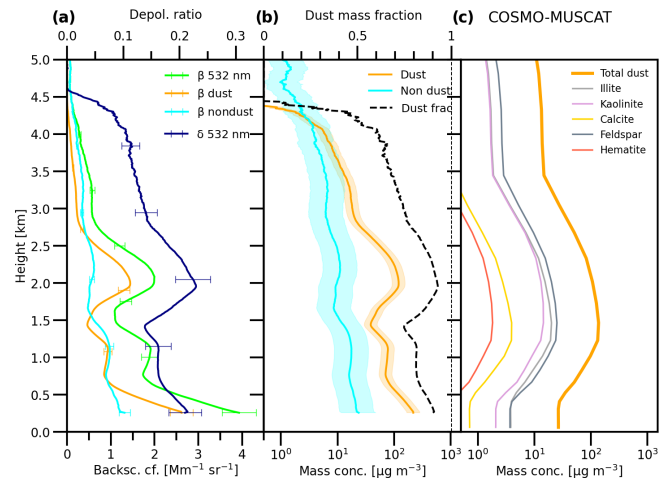 (a) Depol. ratio
0 0.1 0.2 0.3
(b) Dust mass fraction
0 0.5 1
(c) COSMO-MUSCAT
5.0
4.5
4.0
3.5
3.0
2.5
2.0
1.5
1.0
0.5
0.0
Height [km]
β 532 nm
β dust
β nondust
δ 532 nm
0 1 2 3 4
Backsc. cf. [Mm⁻¹ sr⁻¹]
Dust
Non dust
Dust frac
10⁰ 10¹ 10² 10³
Mass conc. [µg m⁻³]
Total dust
Illite
Kaolinite
Calcite
Feldspar
Hematite
10⁰ 10¹ 10² 10³
Mass conc. [µg m⁻³]